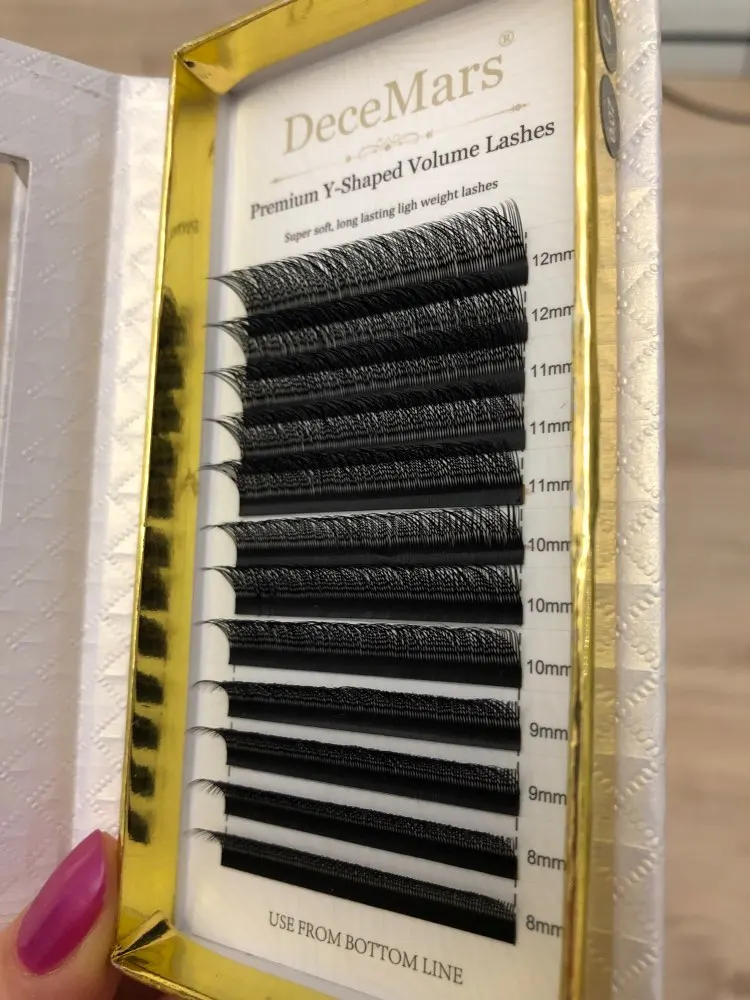 DeceMars®
Premium Y-Shaped Volume Lashes
Super soft, long lasting ligh weight lashes
12mm
12mm
11mm
11mm
11mm
10mm
10mm
10mm
9mm
9mm
8mm
8mm
USE FROM BOTTOM LINE